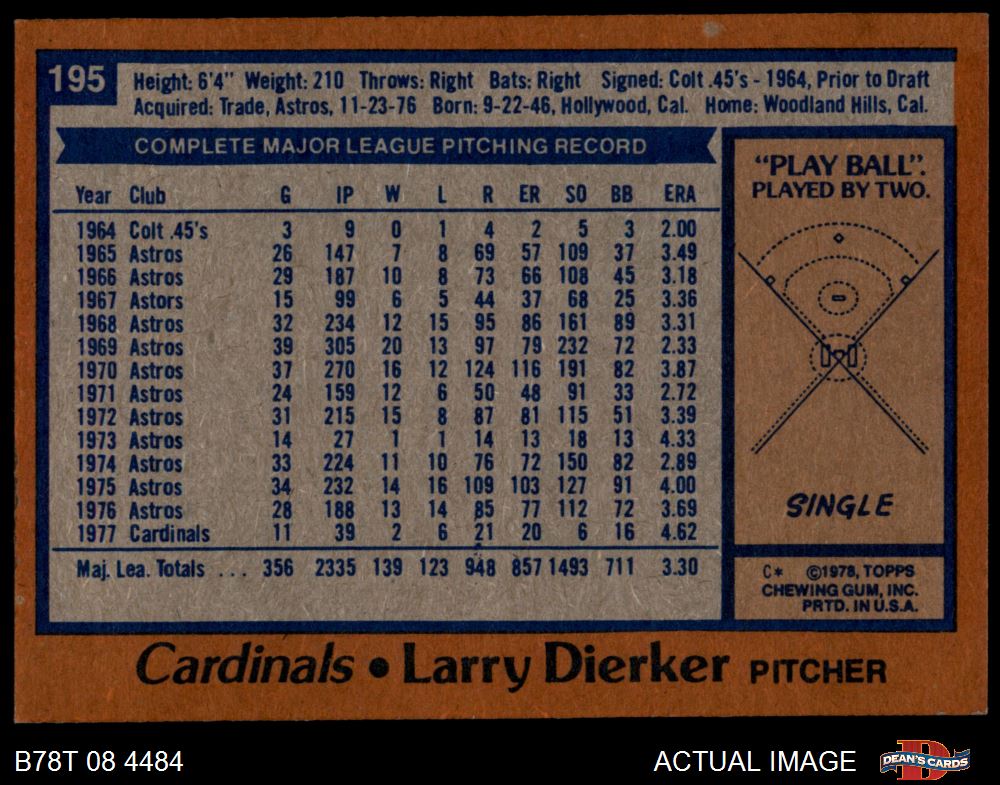 195
Height: 6'4" Weight: 210 Throws: Right Bats: Right Signed: Colt .45's - 1964, Prior to Draft
Acquired: Trade, Astros, 11-23-76 Born: 9-22-46, Hollywood, Cal. Home: Woodland Hills, Cal.
COMPLETE MAJOR LEAGUE PITCHING RECORD
Year Club G IP W L R ER SO BB ERA
1964 Colt .45's 3 9 0 1 4 2 5 3 2.00
1965 Astros 26 147 7 8 69 57 109 37 3.49
1966 Astros 29 187 10 8 73 66 108 45 3.18
1967 Astors 15 99 6 5 44 37 68 25 3.36
1968 Astros 32 234 12 15 95 86 161 89 3.31
1969 Astros 39 305 20 13 97 79 232 72 2.33
1970 Astros 37 270 16 12 124 116 191 82 3.87
1971 Astros 24 159 12 6 50 48 91 33 2.72
1972 Astros 31 215 15 8 87 81 115 51 3.39
1973 Astros 14 27 1 1 14 13 18 13 4.33
1974 Astros 33 224 11 10 76 72 150 82 2.89
1975 Astros 34 232 14 16 109 103 127 91 4.00
1976 Astros 28 188 13 14 85 77 112 72 3.69
1977 Cardinals 11 39 2 6 21 20 6 16 4.62
Maj. Lea. Totals ... 356 2335 139 123 948 857 1493 711 3.30
"PLAY BALL".
PLAYED BY TWO.
SINGLE
C* ©1978, TOPPS
CHEWING GUM, INC.
PRTD. IN U.S.A.
Cardinals • Larry Dierker PITCHER
B78T 08 4484 ACTUAL IMAGE
D
DEAN'S CARDS